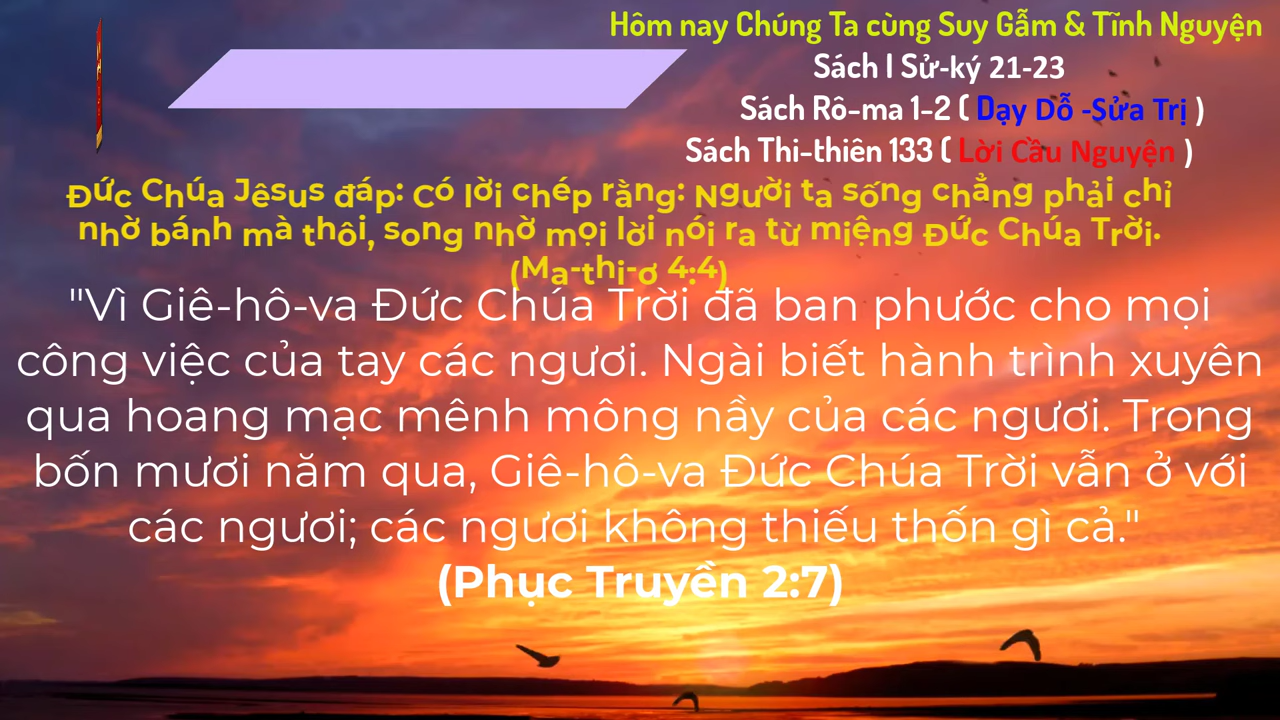 Hôm nay Chúng Ta cùng Suy Gẫm & Tĩnh Nguyện
Sách I Sử-ký 21-23
Sách Rô-ma 1-2 ( Dạy Dỗ -Sửa Trị )
Sách Thi-thiên 133 ( Lời Cầu Nguyện )
Đức Chúa Jêsus đáp: Có lời chép rằng: Người ta sống chẳng phải chỉ
nhờ bánh mà thôi, song nhờ mọi lời nói ra từ miệng Đức Chúa Trời.
(Ma-thi-ơ 4:4)
"Vì Giê-hô-va Đức Chúa Trời đã ban phước cho mọi
công việc của tay các ngươi. Ngài biết hành trình xuyên
qua hoang mạc mênh mông nầy của các ngươi. Trong
bốn mươi năm qua, Giê-hô-va Đức Chúa Trời vẫn ở với
các ngươi; các ngươi không thiếu thốn gì cả."
(Phục Truyền 2:7)